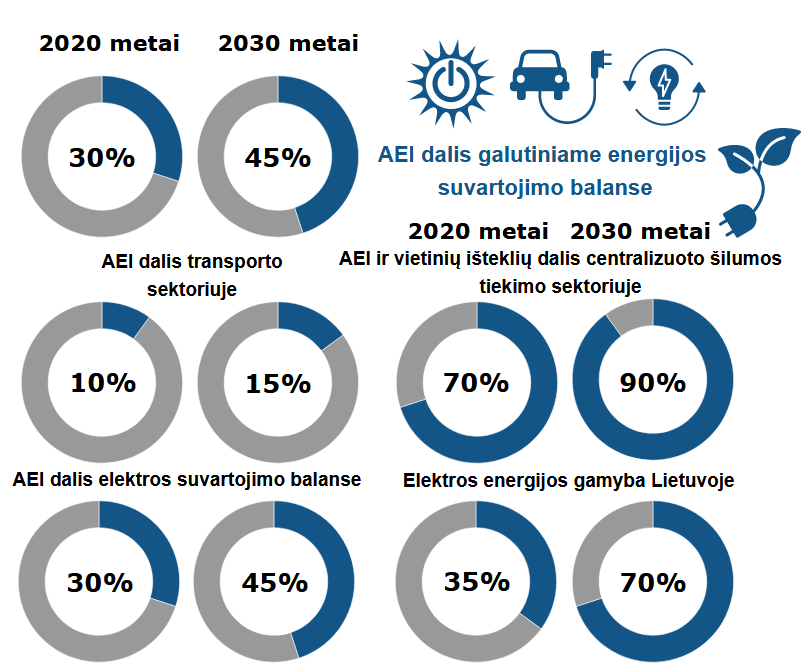 2020 metai 2030 metai
30% 45%
AEI dalis galutiniame energijos
suvartojimo balanse
2020 metai 2030 metai
AEI dalis transporto
sektoriuje
10% 15%
AEI ir vietinių išteklių dalis centralizuoto šilumos
tiekimo sektoriuje
70% 90%
AEI dalis elektros suvartojimo balanse
30% 45%
Elektros energijos gamyba Lietuvoje
35% 70%